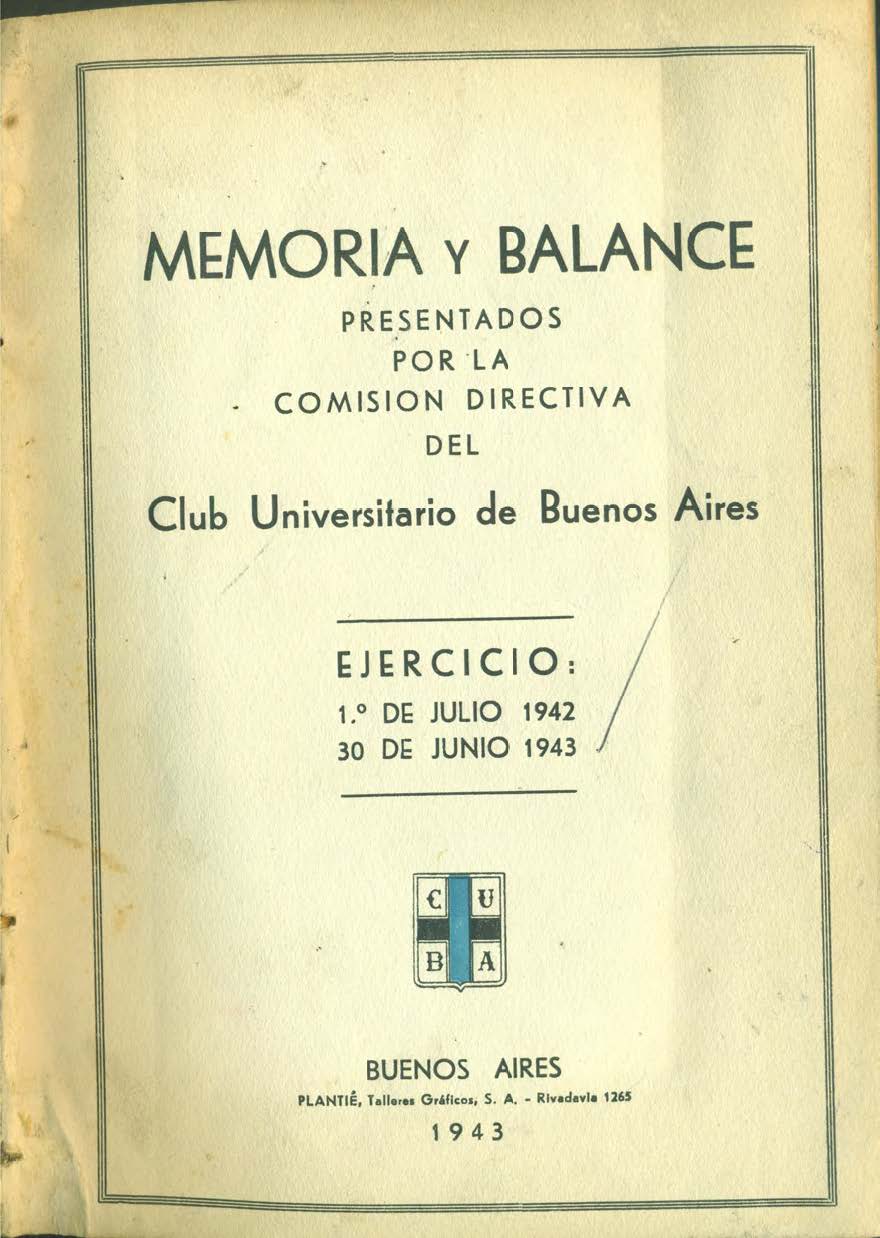 MEMORIA Y BALANCE
PRESENTADOS
POR LA
COMISION DIRECTIVA
DEL
Club Universitario de Buenos Aires
EJERCICIO:
1.º DE JULIO 1942
30 DE JUNIO 1943
C U
B A
BUENOS AIRES
PLANTIÉ, Talleres Gráficos, S. A. - Rivadavia 1265
1943